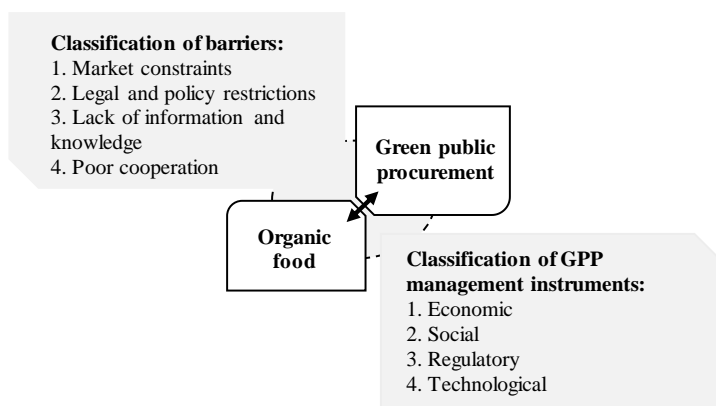 Classification of barriers:
1. Market constraints
2. Legal and policy restrictions
3. Lack of information and
knowledge
4. Poor cooperation
Green public
procurement
Organic
food
Classification of GPP
management instruments:
1. Economic
2. Social
3. Regulatory
4. Technological